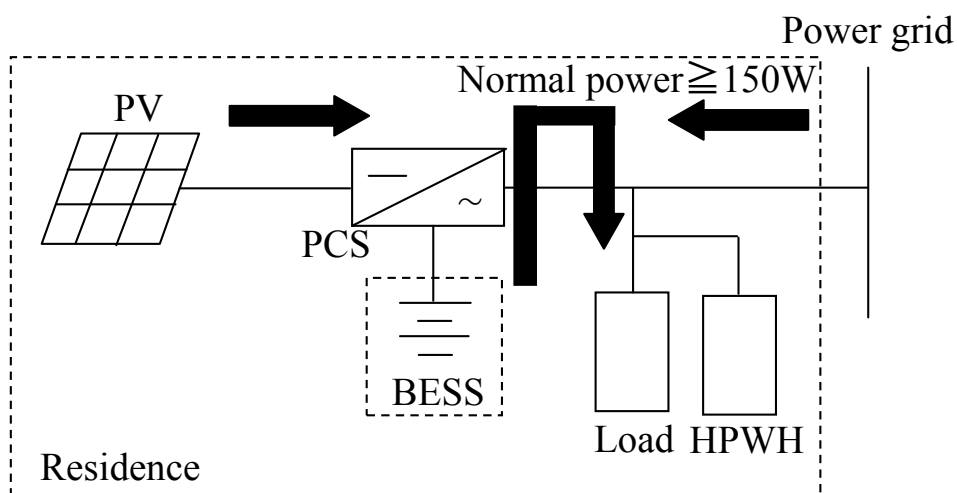 Power grid
Normal power≧150W
PV
~
PCS
BESS
Load
HPWH
Residence